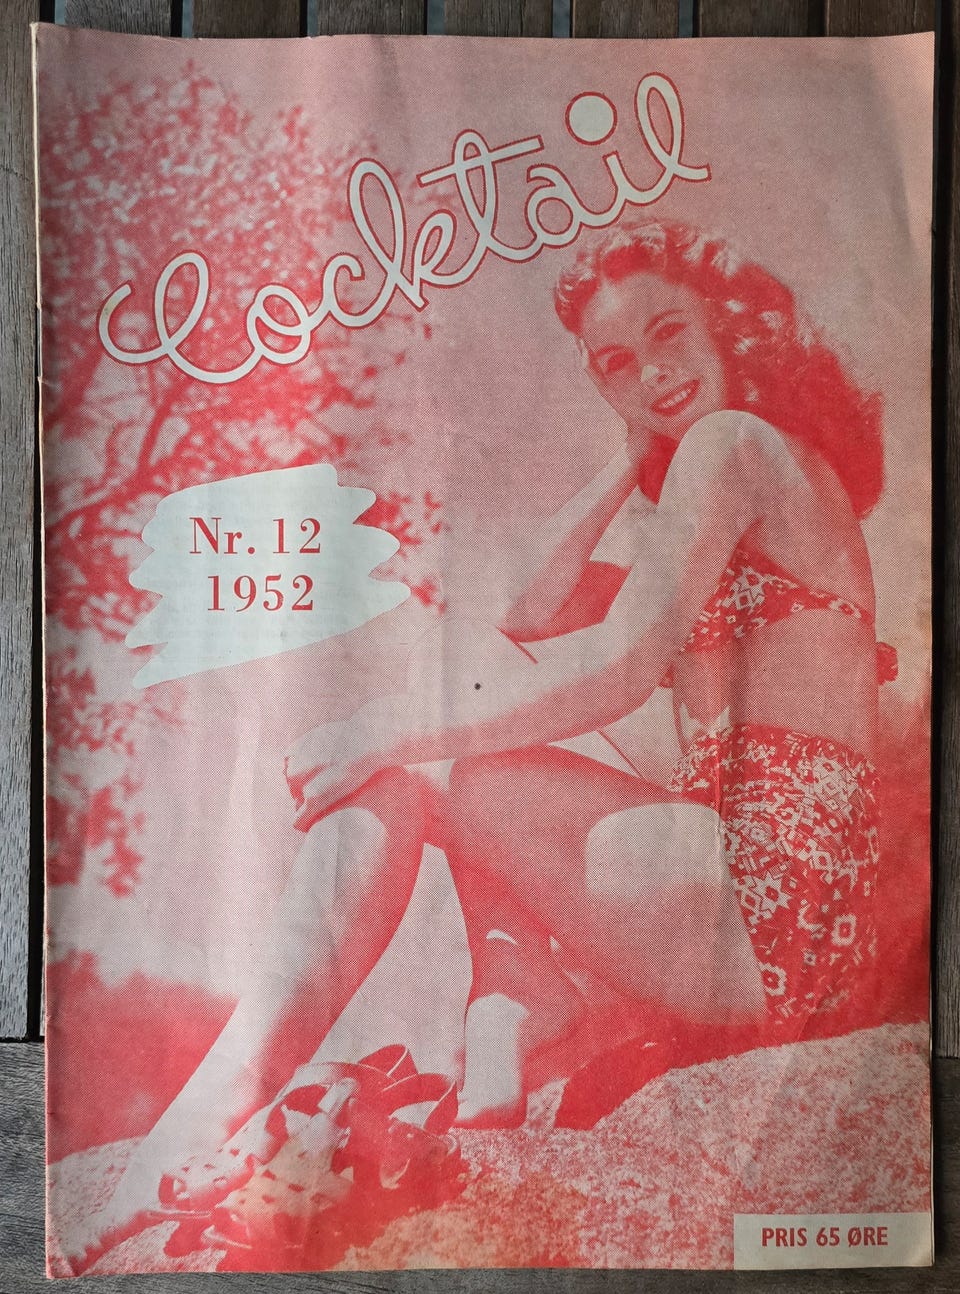 Cocktail
Nr. 12
1952
PRIS 65 ØRE